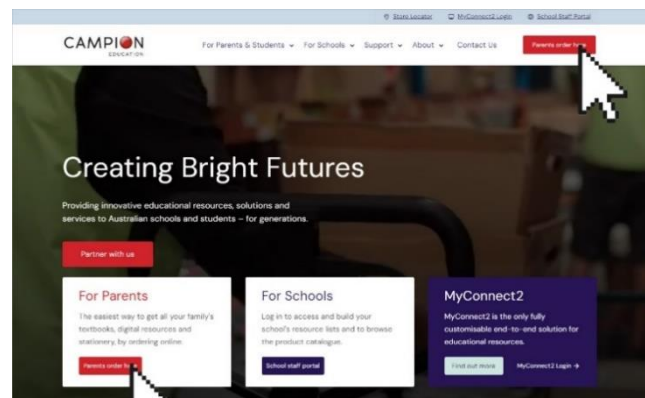 Store Locator MyConnect2 Login School Staff Portal
CAMPION
EDUCATION
For Parents & Students For Schools Support About Contact Us Parents order here
Creating Bright Futures
Providing innovative educational resources, solutions and
services to Australian schools and students – for generations.
Partner with us
For Parents
The easiest way to get all your family's
textbooks, digital resources and
stationery, by ordering online.
Parents order
For Schools
Log in to access and build your
school's resource lists and to browse
the product catalogue.
School staff portal
MyConnect2
MyConnect2 is the only fully
customisable end-to-end solution for
educational resources.
Find out more MyConnect2 Login →